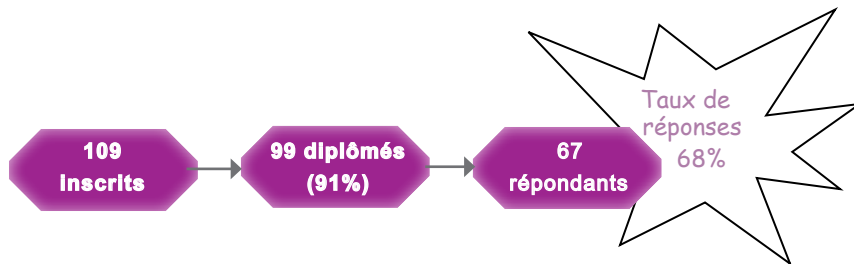 109
inscrits
99 diplômés
(91%)
67
répondants
Taux de
réponses
68%